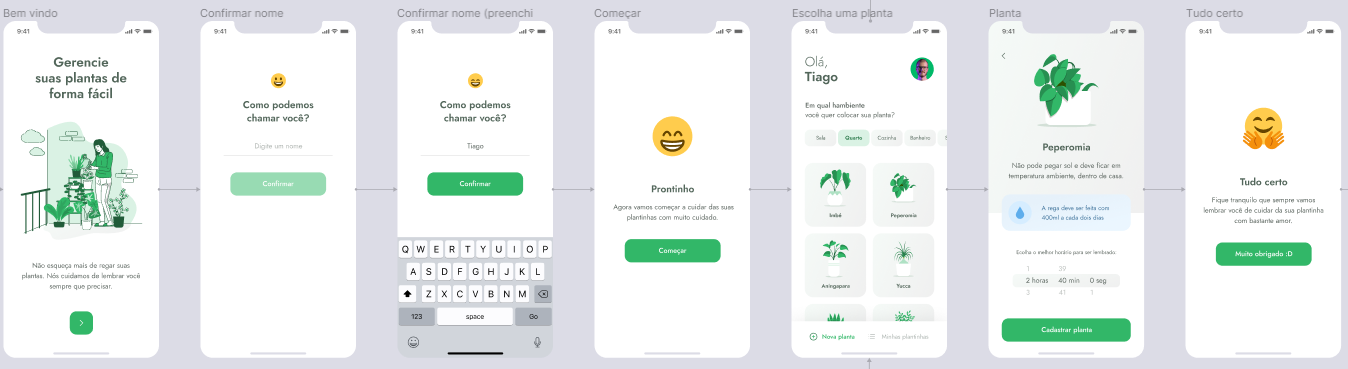 Bem vindo
9:41
Gerencie
suas plantas de
forma fácil
Não esqueça mais de regar suas
plantas. Nós cuidamos de lembrar você
sempre que precisar.
Confirmar nome
9:41
Como podemos
chamar você?
Digite um nome
Confirmar
Confirmar nome (preenchi
9:41
Como podemos
chamar você?
Tiago
Confirmar
Q W E R T Y U I O P
A S D F G H J K L
Z X C V B N M
123 space Go
Começar
9:41
Prontinho
Agora vamos começar a cuidar das suas
plantinhas com muito cuidado.
Começar
Escolha uma planta
9:41
Olá,
Tiago
Em qual hambiente
você quer colocar sua planta?
Sala Quarto Cozinha Banheiro
Imbé Peperomia
Aningapara Yucca
Nova planta Minhas plantinhas
Planta
9:41
Peperomia
Não pode pegar sol e deve ficar em
temperatura ambiente, dentro de casa.
A rega deve ser feita com
400ml a cada dois dias
Escolha o melhor horário para ser lembrado:
1 39
2 horas 40 min 0 seg
3 41 1
Cadastrar planta
Tudo certo
9:41
Tudo certo
Fique tranquilo que sempre vamos
lembrar você de cuidar da sua plantinha
com bastante amor.
Muito obrigado :D